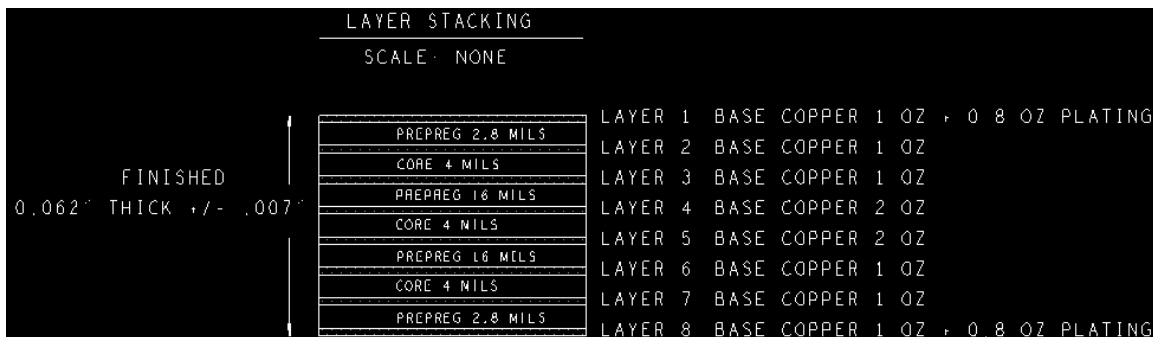 LAYER STACKING
SCALE: NONE
LAYER 1 BASE COPPER 1 OZ + 0.8 OZ PLATING
PREPREG 2.8 MILS
LAYER 2 BASE COPPER 1 OZ
CORE 4 MILS
LAYER 3 BASE COPPER 1 OZ
FINISHED
PREPREG 16 MILS
0.062" THICK +/- .007"
LAYER 4 BASE COPPER 2 OZ
CORE 4 MILS
LAYER 5 BASE COPPER 2 OZ
PREPREG 16 MILS
LAYER 6 BASE COPPER 1 OZ
CORE 4 MILS
LAYER 7 BASE COPPER 1 OZ
PREPREG 2.8 MILS
LAYER 8 BASE COPPER 1 OZ + 0.8 OZ PLATING